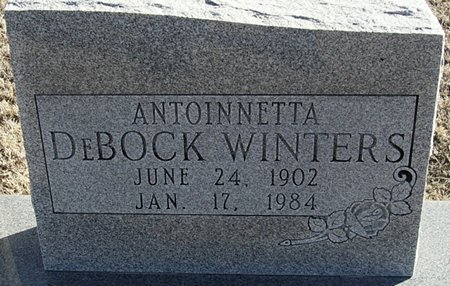 ANTOINNETTA
DeBOCK WINTERS
JUNE 24, 1902
JAN. 17, 1984